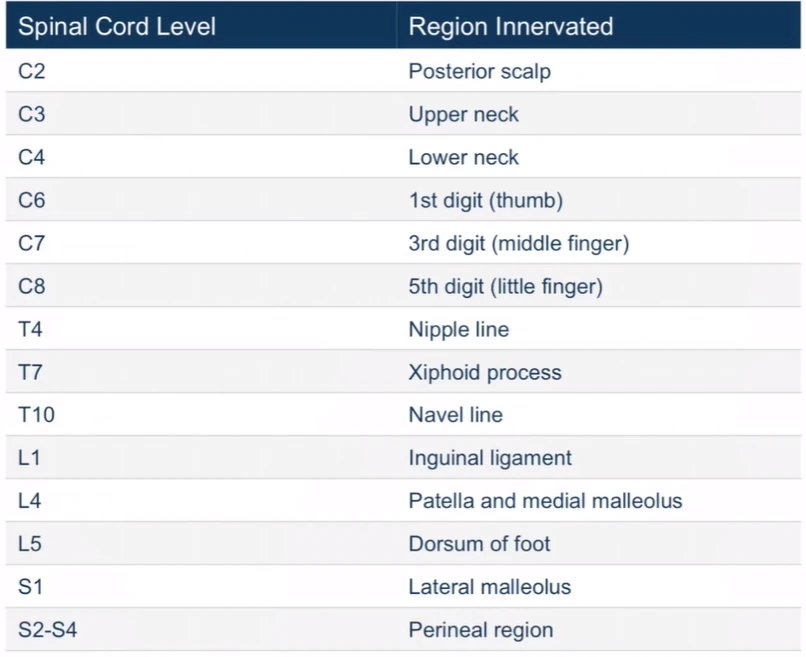 Spinal Cord Level Region Innervated
C2 Posterior scalp
C3 Upper neck
C4 Lower neck
C6 1st digit (thumb)
C7 3rd digit (middle finger)
C8 5th digit (little finger)
T4 Nipple line
T7 Xiphoid process
T10 Navel line
L1 Inguinal ligament
L4 Patella and medial malleolus
L5 Dorsum of foot
S1 Lateral malleolus
S2-S4 Perineal region